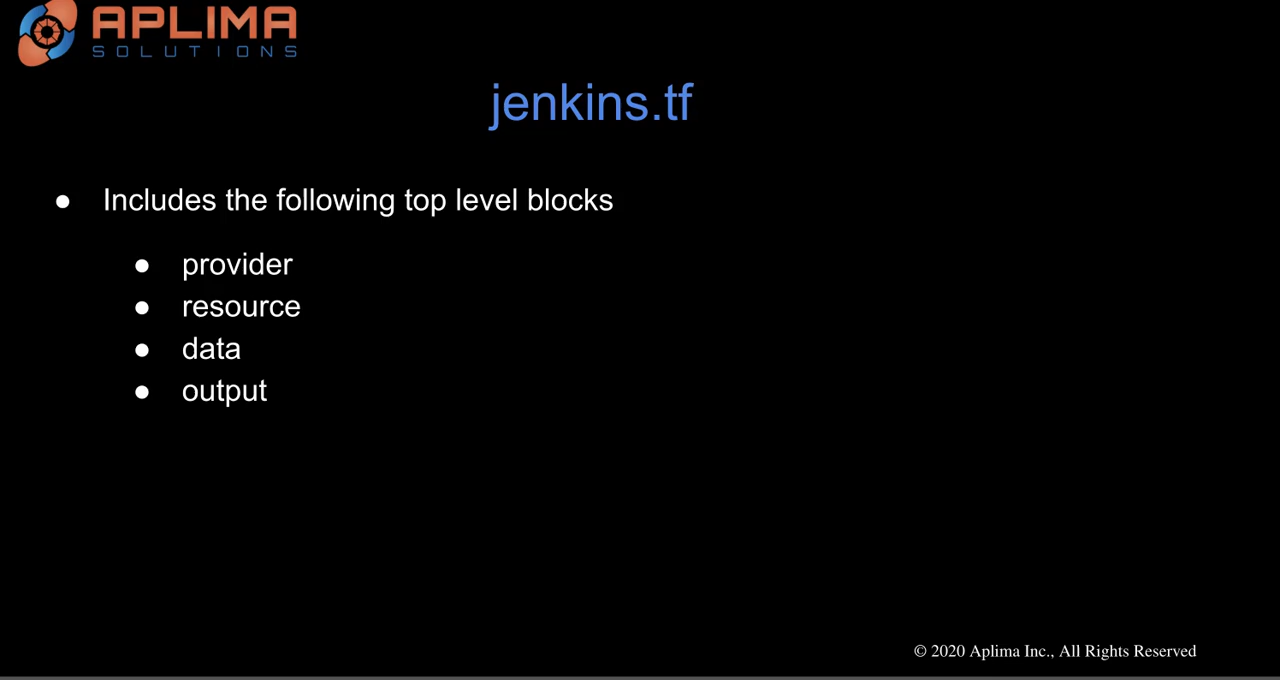 APLIMA
SOLUTIONS
jenkins.tf
● Includes the following top level blocks
● provider
● resource
● data
● output
© 2020 Aplima Inc., All Rights Reserved